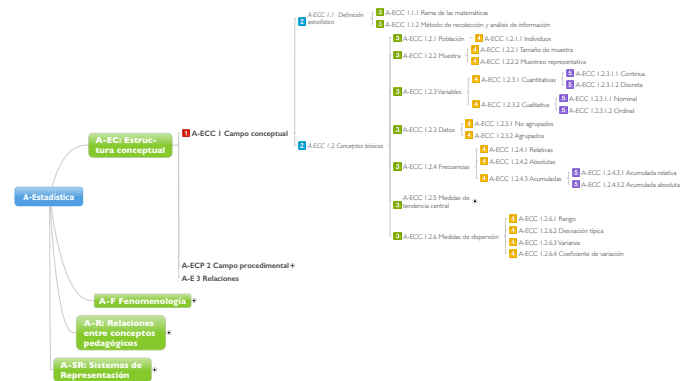 A-Estadística
A-EC: Estruc-
tura conceptual
1 A-ECC 1 Campo conceptual
2 A-ECC 1.1 Definición
estadístico
3 A-ECC 1.1.1 Rama de las matemáticas
3 A-ECC 1.1.2 Método de recolección y análisis de información
2 A-ECC 1.2 Conceptos básicos
3 A-ECC 1.2.1 Población
4 A-ECC 1.2.1.1 Individuos
3 A-ECC 1.2.2 Muestra
4 A-ECC 1.2.2.1 Tamaño de muestra
4 A-ECC 1.2.2.2 Muestreo representativa
3 A-ECC 1.2.3 Variables
4 A-ECC 1.2.3.1 Cuantitativas
5 A-ECC 1.2.3.1.1 Continua
5 A-ECC 1.2.3.1.2 Discreta
4 A-ECC 1.2.3.2 Cualitativa
5 A-ECC 1.2.3.1.1 Nominal
5 A-ECC 1.2.3.1.2 Ordinal
3 A-ECC 1.2.3 Datos
4 A-ECC 1.2.3.1 No agrupados
4 A-ECC 1.2.3.2 Agrupados
3 A-ECC 1.2.4 Frecuencias
4 A-ECC 1.2.4.1 Relativas
4 A-ECC 1.2.4.2 Absolutas
4 A-ECC 1.2.4.3 Acumuladas
5 A-ECC 1.2.4.3.1 Acumulada relativa
5 A-ECC 1.2.4.3.2 Acumulada absoluta
3 A-ECC 1.2.5 Medidas de
tendencia central
3 A-ECC 1.2.6 Medidas de dispersión
4 A-ECC 1.2.6.1 Rango
4 A-ECC 1.2.6.2 Desviación típica
4 A-ECC 1.2.6.3 Varianza
4 A-ECC 1.2.6.4 Coeficiente de variación
A-ECP 2 Campo procedimental
A-E 3 Relaciones
A-F Fenomenología
A-R: Relaciones
entre conceptos
pedagógicos
A-SR: Sistemas de
Representación